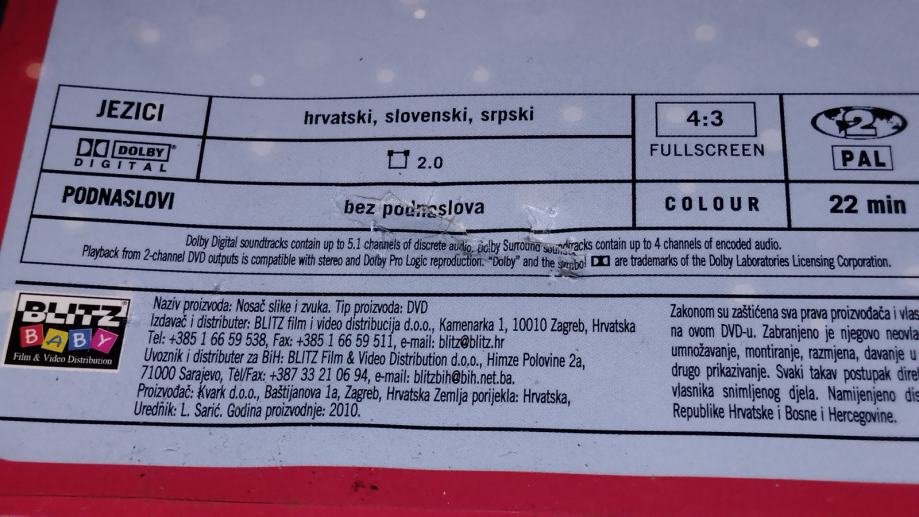 JEZICI
hrvatski, slovenski, srpski
4:3
FULLSCREEN
2
PAL
DOLBY
DIGITAL
2.0
PODNASLOVI
bez podnaslova
COLOUR
22 min
Dolby Digital soundtracks contain up to 5.1 channels of discrete audio. Dolby Surround soundtracks contain up to 4 channels of encoded audio.
Playback from 2-channel DVD outputs is compatible with stereo and Dolby Pro Logic reproduction. "Dolby" and the symbol are trademarks of the Dolby Laboratories Licensing Corporation.
BLITZ
BABY
Film & Video Distribution
Naziv proizvoda: Nosač slike i zvuka. Tip proizvoda: DVD
Izdavač i distributer: BLITZ film i video distribucija d.o.o., Kamenarka 1, 10010 Zagreb, Hrvatska
Tel: +385 1 66 59 538, Fax: +385 1 66 59 511, e-mail: blitz@blitz.hr
Uvoznik i distributer za BiH: BLITZ Film & Video Distribution d.o.o., Himze Polovine 2a,
71000 Sarajevo, Tel/Fax: +387 33 21 06 94, e-mail: blitzbih@bih.net.ba.
Proizvođač: Kvark d.o.o., Baštijanova 1a, Zagreb, Hrvatska Zemlja porijekla: Hrvatska,
Urednik: L. Sarić. Godina proizvodnje: 2010.
Zakonom su zaštićena sva prava proizvođača i vlas
na ovom DVD-u. Zabranjeno je njegovo neovla
umnožavanje, montiranje, razmjena, davanje u
drugo prikazivanje. Svaki takav postupak dire
vlasnika snimljenog djela. Namijenjeno dis
Republike Hrvatske i Bosne i Hercegovine.